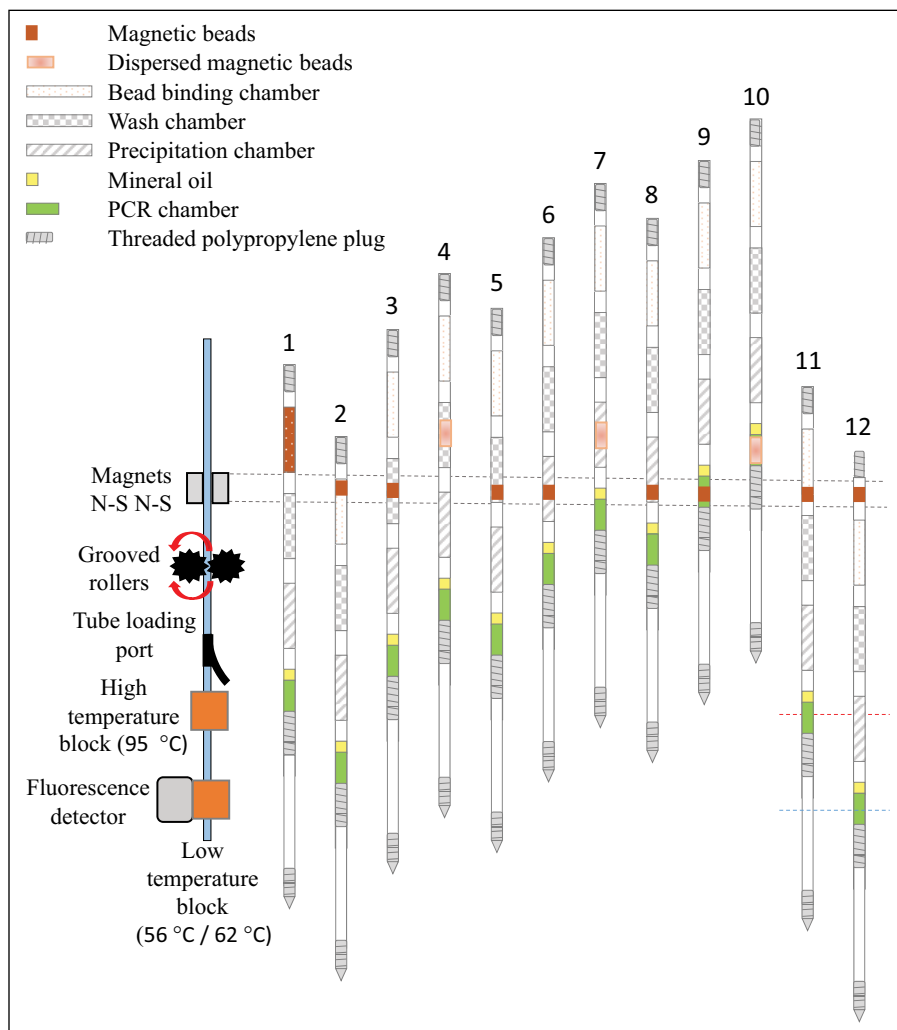 Magnetic beads
Dispersed magnetic beads
Bead binding chamber
Wash chamber
Precipitation chamber
Mineral oil
PCR chamber
Threaded polypropylene plug
1
2
3
4
5
6
7
8
9
10
11
12
Magnets
N-S N-S
Grooved
rollers
Tube loading
port
High
temperature
block (95 °C)
Fluorescence
detector
Low
temperature
block
(56 °C / 62 °C)